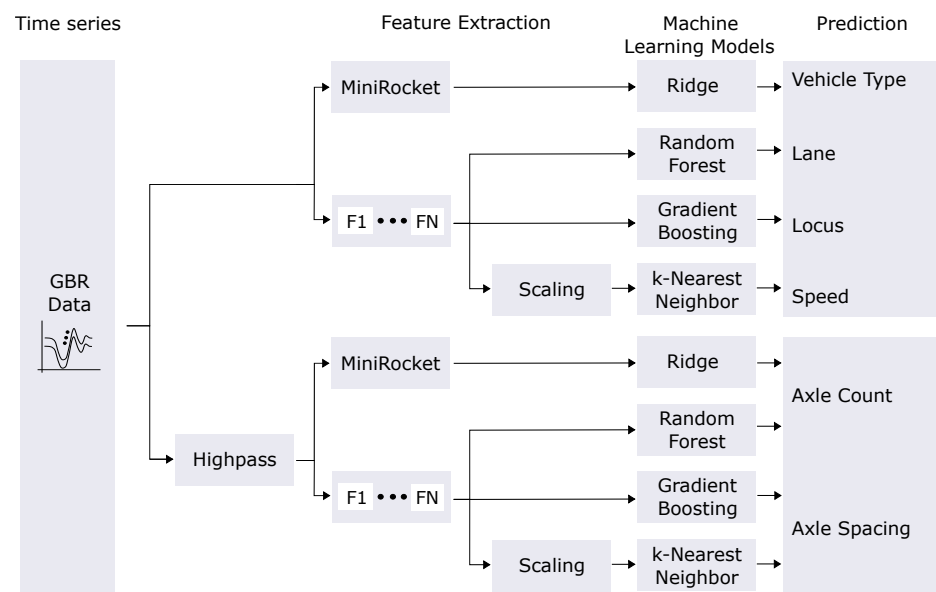 Time series
Feature Extraction
Machine
Learning Models
Prediction
GBR
Data
MiniRocket
Ridge
Vehicle Type
Random
Forest
Lane
F1 ••• FN
Gradient
Boosting
Locus
Scaling
k-Nearest
Neighbor
Speed
MiniRocket
Ridge
Axle Count
Highpass
Random
Forest
F1 ••• FN
Gradient
Boosting
Axle Spacing
Scaling
k-Nearest
Neighbor